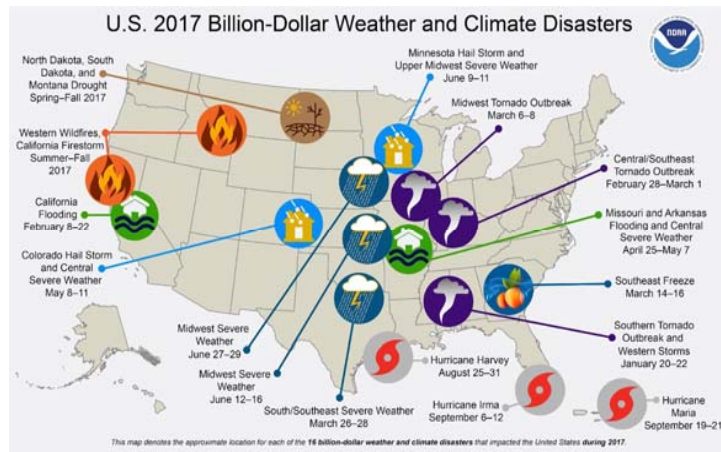 U.S. 2017 Billion-Dollar Weather and Climate Disasters
NOAA
North Dakota, South
Dakota, and
Montana Drought
Spring–Fall 2017
Minnesota Hail Storm and
Upper Midwest Severe Weather
June 9–11
Midwest Tornado Outbreak
March 6–8
Western Wildfires,
California Firestorm
Summer–Fall
2017
Central/Southeast
Tornado Outbreak
February 28–March 1
California
Flooding
February 8–22
Missouri and Arkansas
Flooding and Central
Severe Weather
April 25–May 7
Colorado Hail Storm
and Central
Severe Weather
May 8–11
Southeast Freeze
March 14–16
Midwest Severe
Weather
June 27–29
Southern Tornado
Outbreak and
Western Storms
January 20–22
Midwest Severe
Weather
June 12–16
Hurricane Harvey
August 25–31
South/Southeast Severe Weather
March 26–28
Hurricane Irma
September 6–12
Hurricane
Maria
September 19–21
This map denotes the approximate location for each of the 16 billion-dollar weather and climate disasters that impacted the United States during 2017.